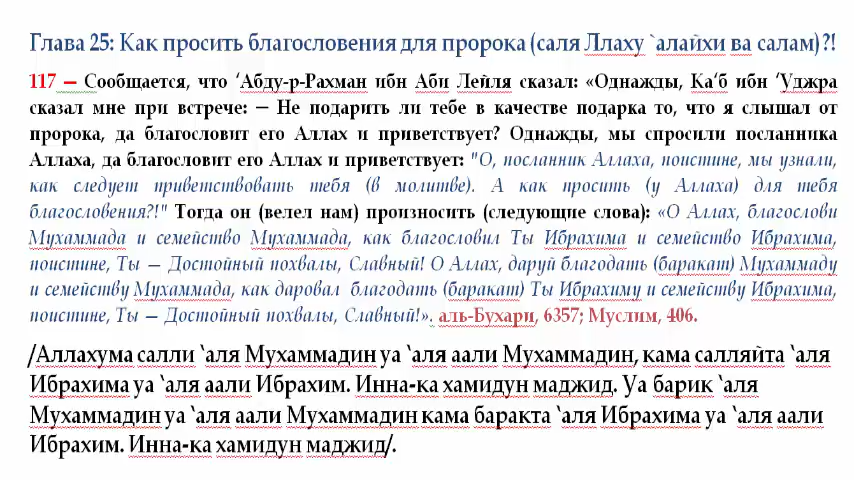 Глава 25: Как просить благословения для пророка (саля Ллаху `алайхи ва салам)?!
117 — Сообщается, что ‘Абду-р-Рахман ибн Аби Лейля сказал: «Однажды, Ка‘б ибн ‘Уджра
сказал мне при встрече: — Не подарить ли тебе в качестве подарка то, что я слышал от
пророка, да благословит его Аллах и приветствует? Однажды, мы спросили посланника
Аллаха, да благословит его Аллах и приветствует: "О, посланник Аллаха, поистине, мы узнали,
как следует приветствовать тебя (в молитве). А как просить (у Аллаха) для тебя
благословения?!" Тогда он (велел нам) произносить (следующие слова): «О Аллах, благослови
Мухаммада и семейство Мухаммада, как благословил Ты Ибрахима и семейство Ибрахима,
поистине, Ты — Достойный похвалы, Славный! О Аллах, даруй благодать (баракат) Мухаммаду
и семейству Мухаммада, как даровал благодать (баракат) Ты Ибрахиму и семейству Ибрахима,
поистине, Ты — Достойный похвалы, Славный!». аль-Бухари, 6357; Муслим, 406.
/Аллахума салли `аля Мухаммадин уа `аля аали Мухаммадин, кама салляйта `аля
Ибрахима уа `аля аали Ибрахим. Инна-ка хамидун маджид. Уа барик `аля
Мухаммадин уа `аля аали Мухаммадин кама баракта `аля Ибрахима уа `аля аали
Ибрахим. Инна-ка хамидун маджид/.